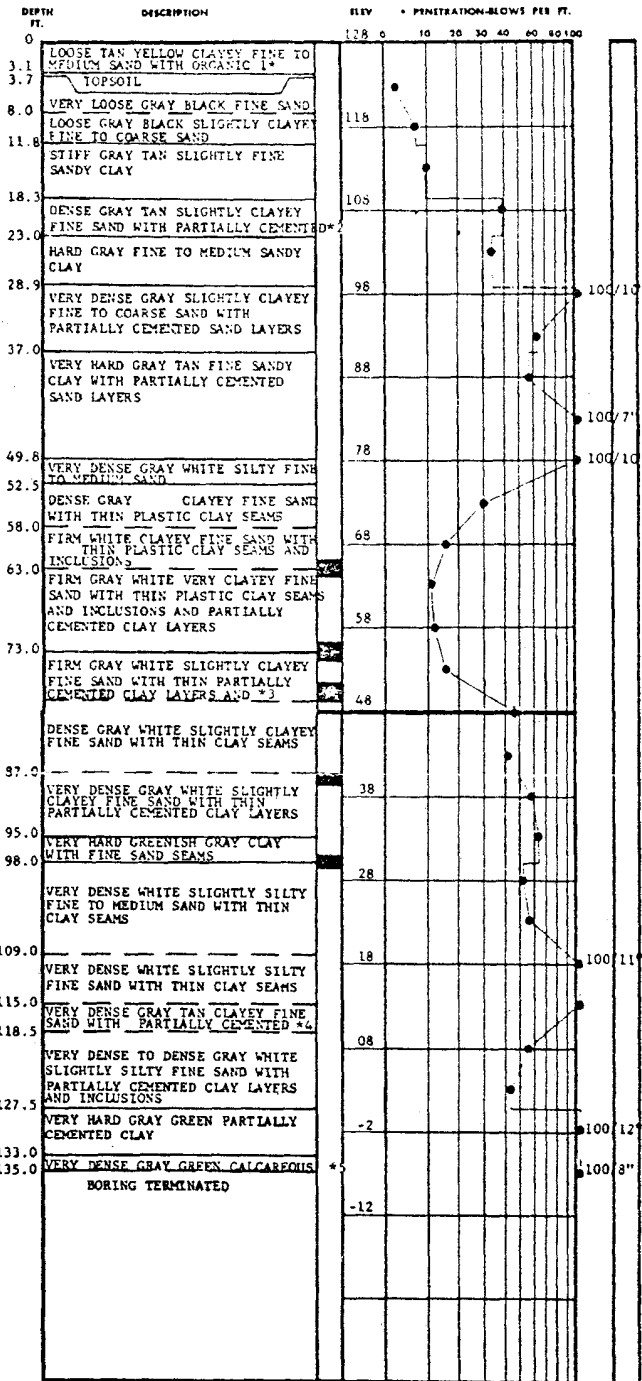 DEPTH FT. DESCRIPTION ELEV • PENETRATION-BLOWS PER FT.
0 128 0 10 20 30 40 60 80 100
LOOSE TAN YELLOW CLAYEY FINE TO
3.1 MEDIUM SAND WITH ORGANIC 1*
3.7 TOPSOIL
VERY LOOSE GRAY BLACK FINE SAND
8.0 118
LOOSE GRAY BLACK SLIGHTLY CLAYEY
FINE TO COARSE SAND
11.8
STIFF GRAY TAN SLIGHTLY FINE
SANDY CLAY
18.3 108
DENSE GRAY TAN SLIGHTLY CLAYEY
FINE SAND WITH PARTIALLY CEMENTED*2
23.0
HARD GRAY FINE TO MEDIUM SANDY
CLAY
28.9 98 100/10"
VERY DENSE GRAY SLIGHTLY CLAYEY
FINE TO COARSE SAND WITH
PARTIALLY CEMENTED SAND LAYERS
37.0
VERY HARD GRAY TAN FINE SANDY 88
CLAY WITH PARTIALLY CEMENTED
SAND LAYERS
100/7"
49.8 78 100/10
VERY DENSE GRAY WHITE SILTY FINE
TO MEDIUM SAND
52.5
DENSE GRAY CLAYEY FINE SAND
WITH THIN PLASTIC CLAY SEAMS
58.0
FIRM WHITE CLAYEY FINE SAND WITH 68
THIN PLASTIC CLAY SEAMS AND
INCLUSIONS
63.0
FIRM GRAY WHITE VERY CLAYEY FINE
SAND WITH THIN PLASTIC CLAY SEAMS
AND INCLUSIONS AND PARTIALLY
CEMENTED CLAY LAYERS 58
73.0
FIRM GRAY WHITE SLIGHTLY CLAYEY
FINE SAND WITH THIN PARTIALLY
CEMENTED CLAY LAYERS AND *3
48
DENSE GRAY WHITE SLIGHTLY CLAYEY
FINE SAND WITH THIN CLAY SEAMS
87.0
VERY DENSE GRAY WHITE SLIGHTLY 38
CLAYEY FINE SAND WITH THIN
PARTIALLY CEMENTED CLAY LAYERS
95.0
VERY HARD GREENISH GRAY CLAY
WITH FINE SAND SEAMS
98.0 28
VERY DENSE WHITE SLIGHTLY SILTY
FINE TO MEDIUM SAND WITH THIN
CLAY SEAMS
109.0 18 100/11"
VERY DENSE WHITE SLIGHTLY SILTY
FINE SAND WITH THIN CLAY SEAMS
115.0
VERY DENSE GRAY TAN CLAYEY FINE
SAND WITH PARTIALLY CEMENTED *4
118.5 08
VERY DENSE TO DENSE GRAY WHITE
SLIGHTLY SILTY FINE SAND WITH
PARTIALLY CEMENTED CLAY LAYERS
AND INCLUSIONS
127.5
VERY HARD GRAY GREEN PARTIALLY
CEMENTED CLAY -2 100/12"
133.0
VERY DENSE GRAY GREEN CALCAREOUS *5
135.0 100/8"
BORING TERMINATED
-12